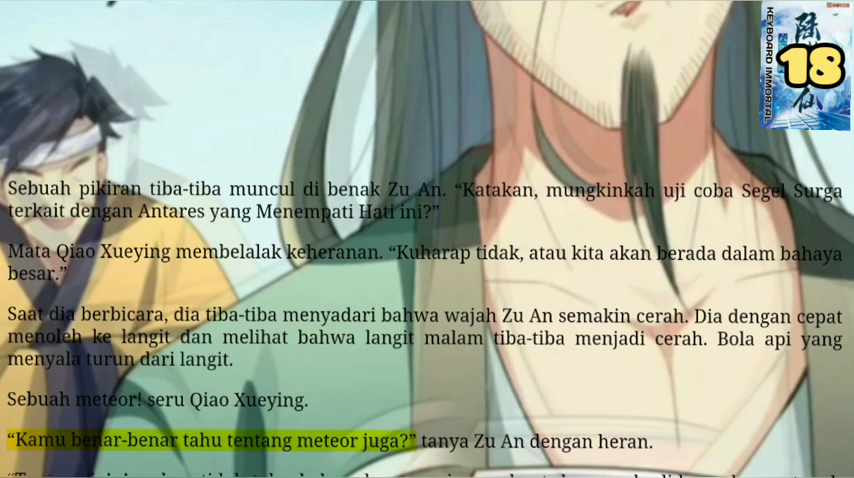 陆
仙
KEYBOARD IMMORTAL
18
Sebuah pikiran tiba-tiba muncul di benak Zu An. “Katakan, mungkinkah uji coba Segel Surga
terkait dengan Antares yang Menempati Hati ini?”
Mata Qiao Xueying membelalak keheranan. “Kuharap tidak, atau kita akan berada dalam bahaya
besar.”
Saat dia berbicara, dia tiba-tiba menyadari bahwa wajah Zu An semakin cerah. Dia dengan cepat
menoleh ke langit dan melihat bahwa langit malam tiba-tiba menjadi cerah. Bola api yang
menyala turun dari langit.
Sebuah meteor! seru Qiao Xueying.
“Kamu benar-benar tahu tentang meteor juga?” tanya Zu An dengan heran.